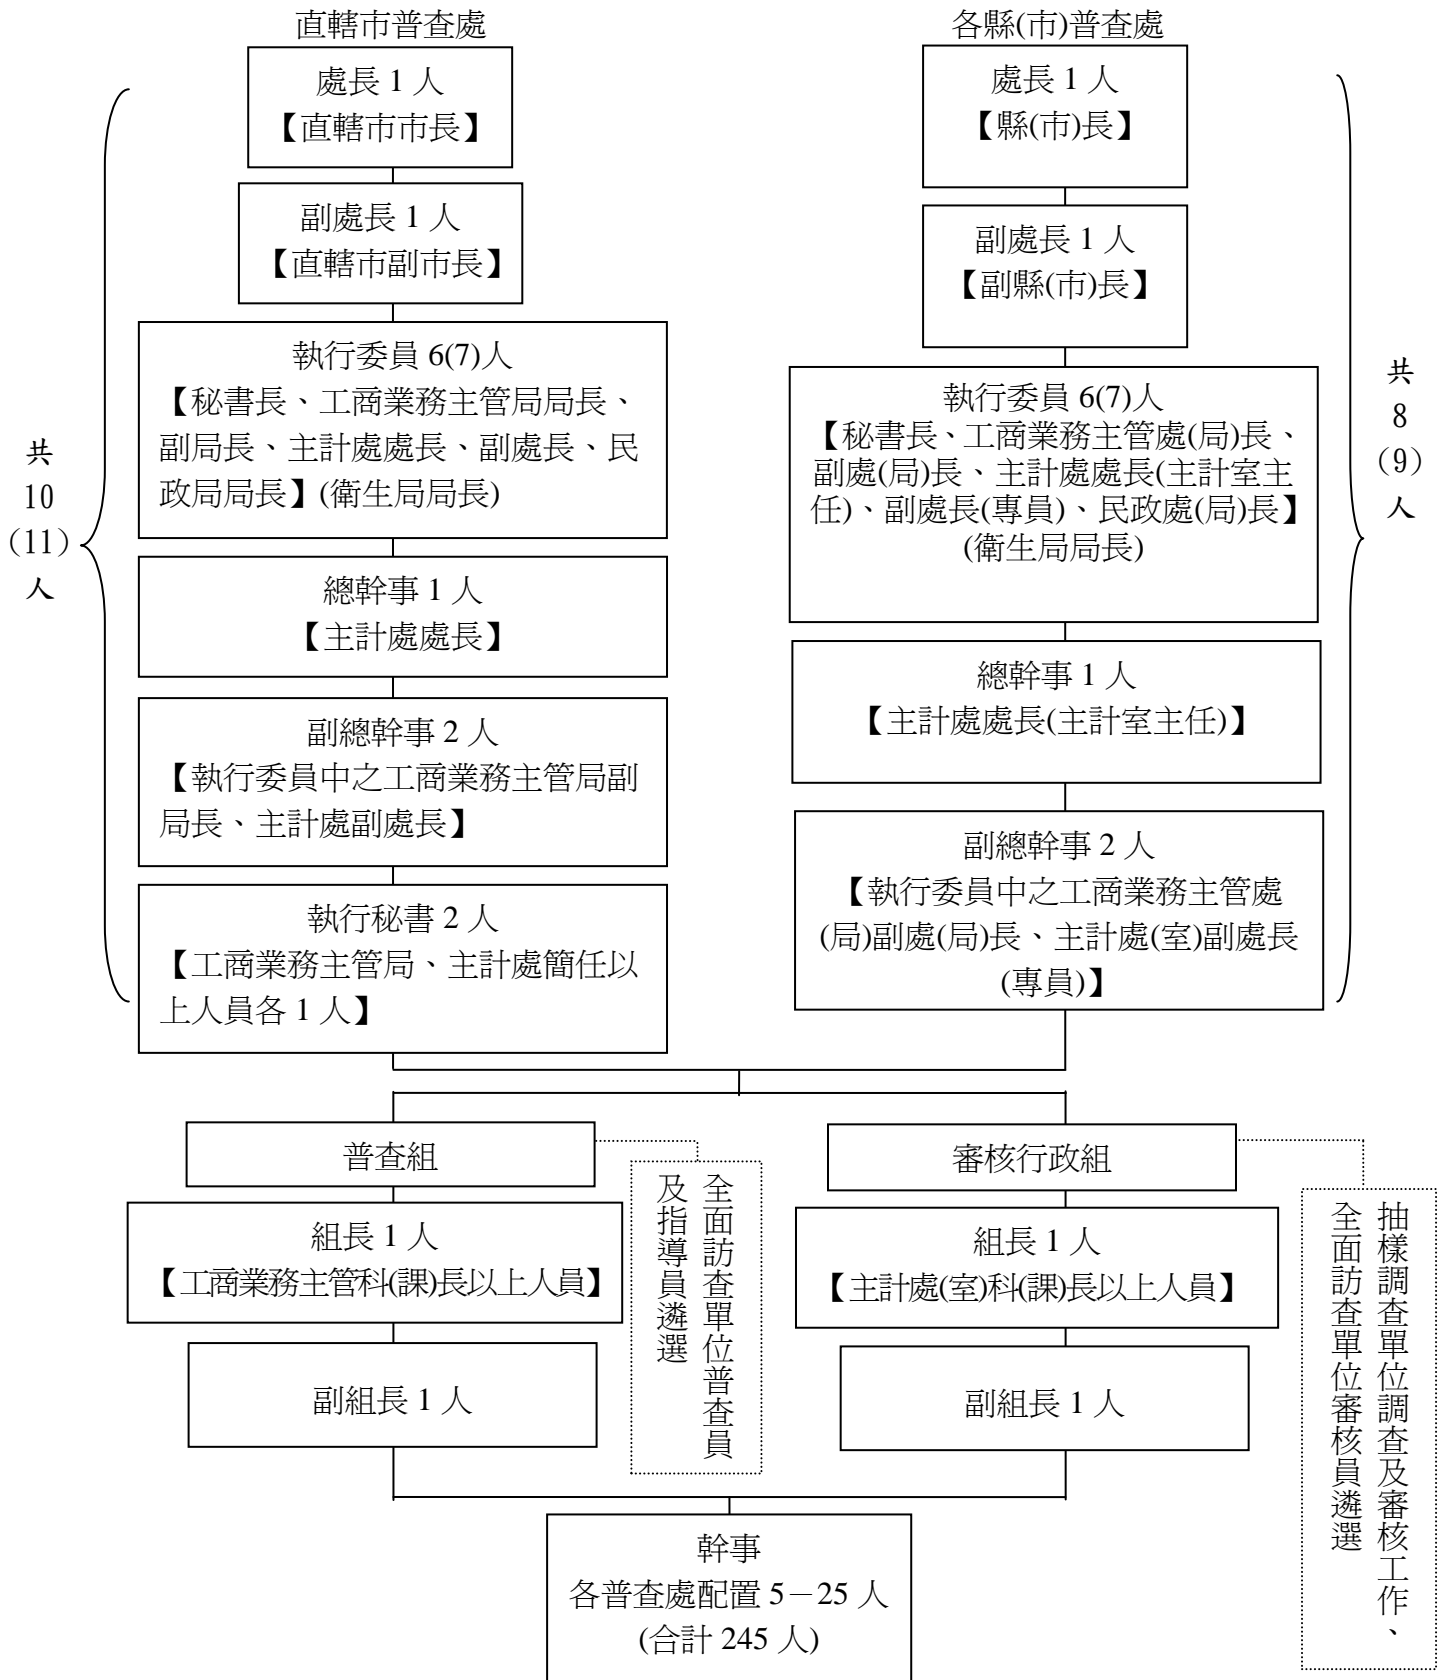 直轄市普查處
處長 1 人
【直轄市市長】
副處長 1 人
【直轄市副市長】
執行委員 6(7)人
【秘書長、工商業務主管局局長、
副局長、主計處處長、副處長、民
政局局長】(衛生局局長)
總幹事 1 人
【主計處處長】
副總幹事 2 人
【執行委員中之工商業務主管局副
局長、主計處副處長】
執行秘書 2 人
【工商業務主管局、主計處簡任以
上人員各 1 人】
共
10
(11)
人
各縣(市)普查處
處長 1 人
【縣(市)長】
副處長 1 人
【副縣(市)長】
執行委員 6(7)人
【秘書長、工商業務主管處(局)長、
副處(局)長、主計處處長(主計室主
任)、副處長(專員)、民政處(局)長】
(衛生局局長)
總幹事 1 人
【主計處處長(主計室主任)】
副總幹事 2 人
【執行委員中之工商業務主管處
(局)副處(局)長、主計處(室)副處長
(專員)】
共
8
(9)
人
普查組
組長 1 人
【工商業務主管科(課)長以上人員】
副組長 1 人
全面訪查單位普查員
及指導員遴選
審核行政組
組長 1 人
【主計處(室)科(課)長以上人員】
副組長 1 人
抽樣調查單位調查及審核工作、
全面訪查單位審核員遴選
幹事
各普查處配置 5－25 人
(合計 245 人)